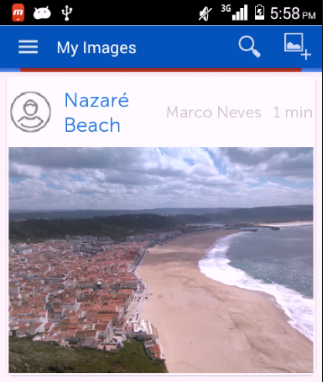 3G 5:58 PM
My Images
Nazaré Marco Neves 1 min
Beach